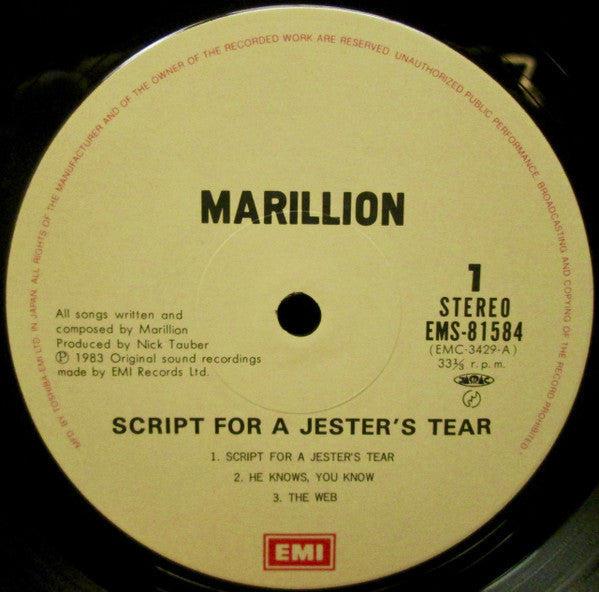 MFD. BY TOSHIBA-EMI LTD. IN JAPAN. ALL RIGHTS OF THE MANUFACTURER AND OF THE OWNER OF THE RECORDED WORK ARE RESERVED. UNAUTHORIZED PUBLIC PERFORMANCE, BROADCASTING AND COPYING OF THE RECORD PROHIBITED.
MARILLION
1
STEREO
EMS-81584
(EMC-3429-A)
33⅓ r.p.m.
All songs written and
composed by Marillion
Produced by Nick Tauber
Ⓟ 1983 Original sound recordings
made by EMI Records Ltd.
SCRIPT FOR A JESTER'S TEAR
1. SCRIPT FOR A JESTER'S TEAR
2. HE KNOWS, YOU KNOW
3. THE WEB
EMI